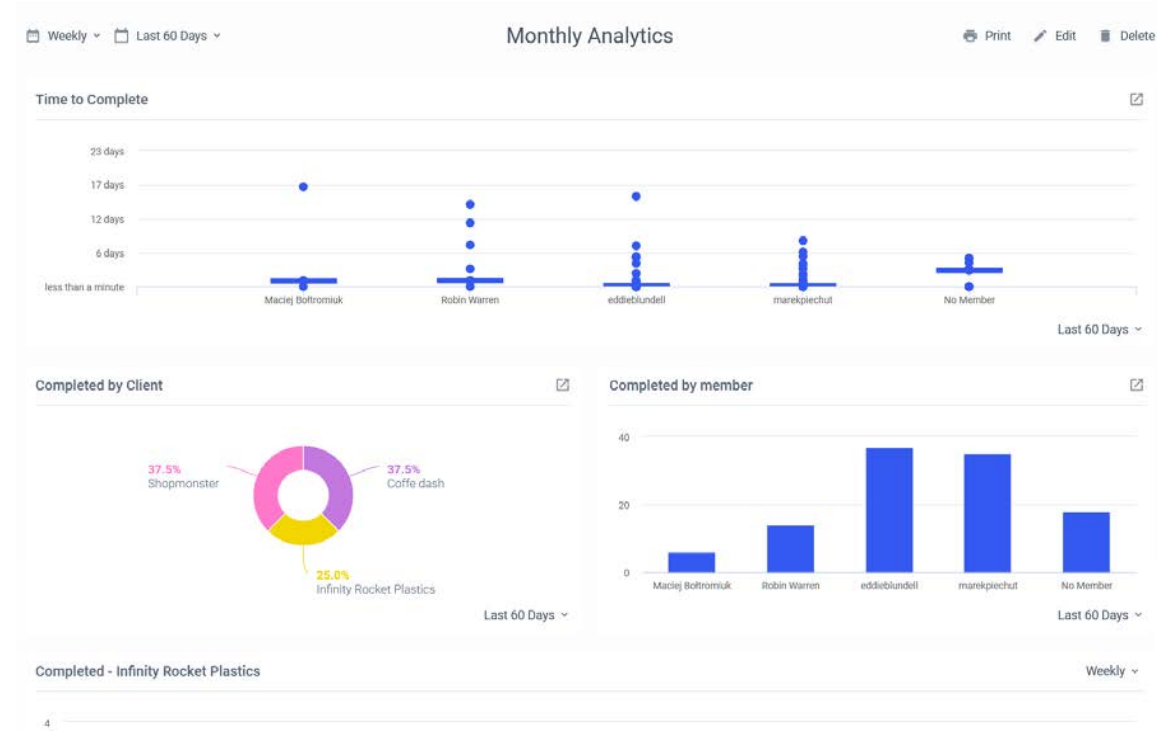 Weekly Last 60 Days Monthly Analytics Print Edit Delete
Time to Complete
23 days
17 days
12 days
6 days
less than a minute
Maciej Bołtromiuk Robin Warren eddieblundell marekpiechut No Member
Last 60 Days
Completed by Client
37.5%
Shopmonster
37.5%
Coffe dash
25.0%
Infinity Rocket Plastics
Last 60 Days
Completed by member
40
20
0
Maciej Bołtromiuk Robin Warren eddieblundell marekpiechut No Member
Last 60 Days
Completed - Infinity Rocket Plastics Weekly
4